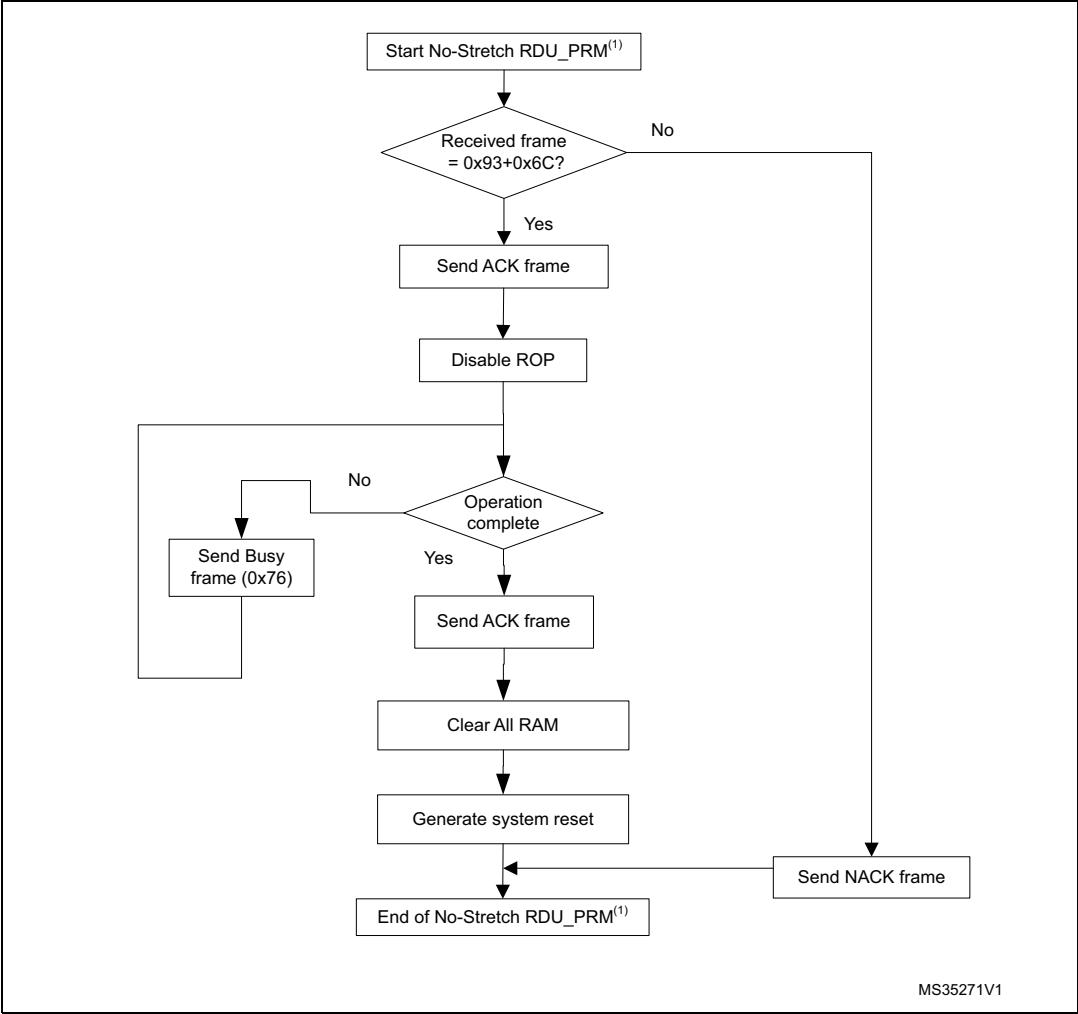 Start No-Stretch RDU_PRM(1)
Received frame
= 0x93+0x6C?
No
Yes
Send ACK frame
Disable ROP
Operation
complete
No
Send Busy
frame (0x76)
Yes
Send ACK frame
Clear All RAM
Generate system reset
Send NACK frame
End of No-Stretch RDU_PRM(1)
MS35271V1